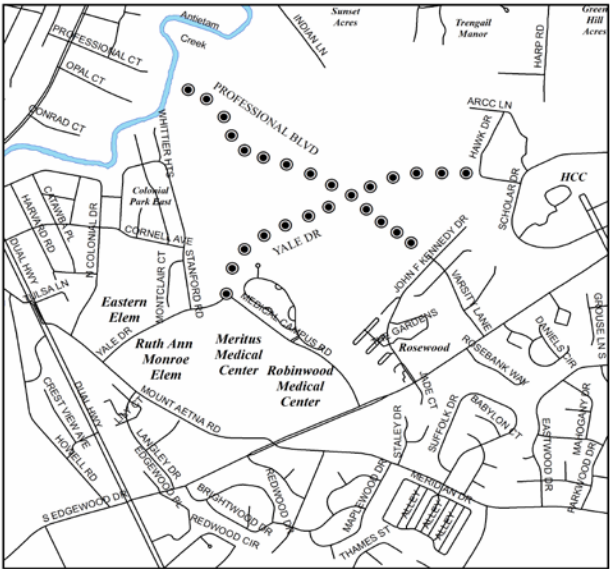 Antietam
Creek
Sunset
Acres
Trengail
Manor
Green
Hill
Acres
INDIAN LN
HARP RD
PROFESSIONAL CT
OPAL CT
CONRAD CT
PROFESSIONAL BLVD
ARCC LN
HAWK DR
WHITTIER HTS
HCC
SCHOLAR DR
Colonial
Park East
CATAWBA PL
HARVARD RD
N COLONIAL DR
CORNELL AVE
YALE DR
JOHN F KENNEDY DR
DUAL HWY
TULSA LN
MONTCLAIR CT
STANFORD RD
VARSITY LANE
Eastern
Elem
MEDICAL CAMPUS RD
GROUSE LN S
YALE DR
Ruth Ann
Monroe
Elem
Meritus
Medical
Center
Robinwood
Medical
Center
GARDENS
Rosewood
DANIELS CIR
ROSEBANK WAY
CREST VIEW AVE
DUAL HWY
MOUNT AETNA RD
JADE CT
SUFFOLK DR
BABYLON CT
MAHOGANY DR
HOWELL RD
LANGLEY DR
EDGEWOOD PL
STALEY DR
EASTWOOD DR
PARKWOOD DR
S EDGEWOOD DR
BRIGHTWOOD DR
REDWOOD DR
MAPLEWOOD DR
MERIDIAN DR
ALLEY
ALLEY
ALLEY
REDWOOD CIR
THAMES ST